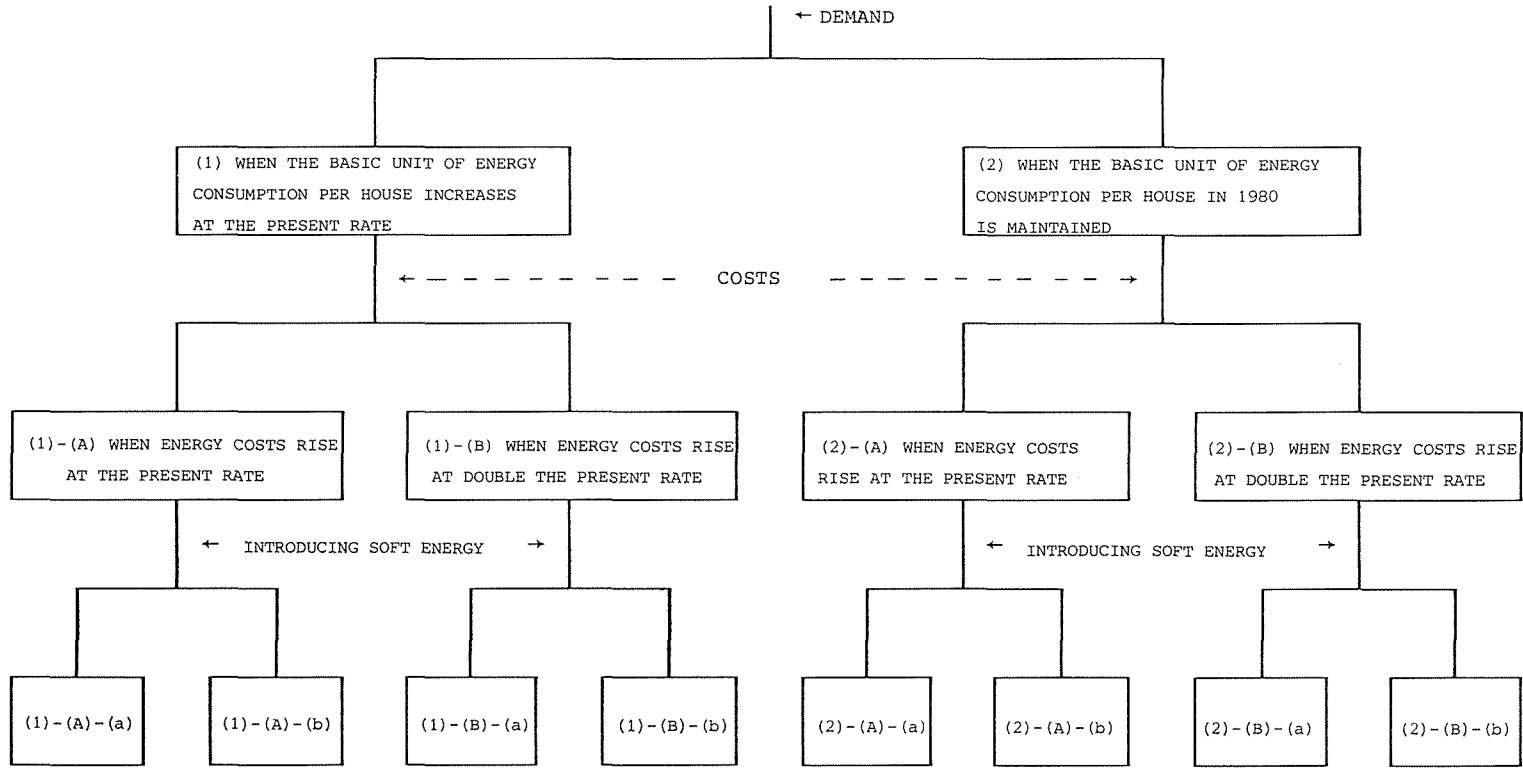 ← DEMAND
(1) WHEN THE BASIC UNIT OF ENERGY
CONSUMPTION PER HOUSE INCREASES
AT THE PRESENT RATE
(2) WHEN THE BASIC UNIT OF ENERGY
CONSUMPTION PER HOUSE IN 1980
IS MAINTAINED
← — — — — — — — COSTS — — — — — — — →
(1)-(A) WHEN ENERGY COSTS RISE
AT THE PRESENT RATE
(1)-(B) WHEN ENERGY COSTS RISE
AT DOUBLE THE PRESENT RATE
(2)-(A) WHEN ENERGY COSTS
RISE AT THE PRESENT RATE
(2)-(B) WHEN ENERGY COSTS RISE
AT DOUBLE THE PRESENT RATE
← INTRODUCING SOFT ENERGY →
← INTRODUCING SOFT ENERGY →
(1)-(A)-(a)
(1)-(A)-(b)
(1)-(B)-(a)
(1)-(B)-(b)
(2)-(A)-(a)
(2)-(A)-(b)
(2)-(B)-(a)
(2)-(B)-(b)